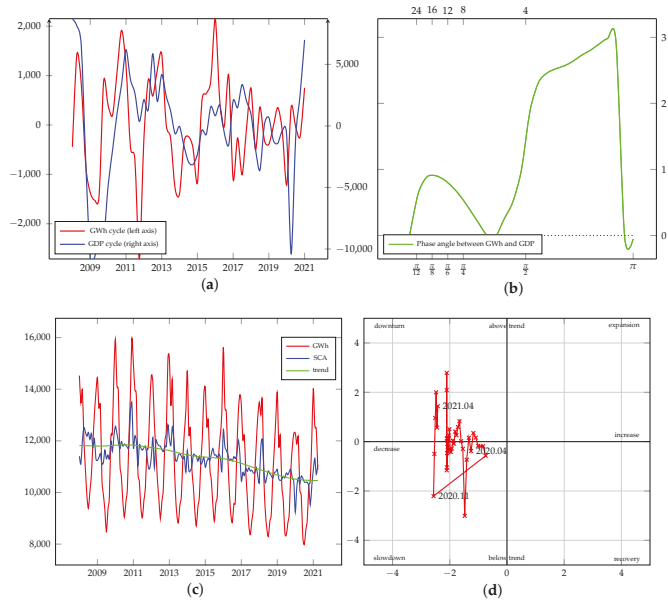 24 16 12 8 4
2,000
1,000
0
−1,000
−2,000
5,000
0
−5,000
−10,000
GWh cycle (left axis)
GDP cycle (right axis)
2009 2011 2013 2015 2017 2019 2021
(a)
3
2
1
0
Phase angle between GWh and GDP
π/12 π/8 π/6 π/4 π/2 π
(b)
16,000
14,000
12,000
10,000
8,000
GWh
SCA
trend
2009 2011 2013 2015 2017 2019 2021
(c)
downturn above trend expansion
4
2
0
−2
−4
2021.04
increase
decrease
2020.04
2020.11
slowdown below trend recovery
−4 −2 0 2 4
(d)